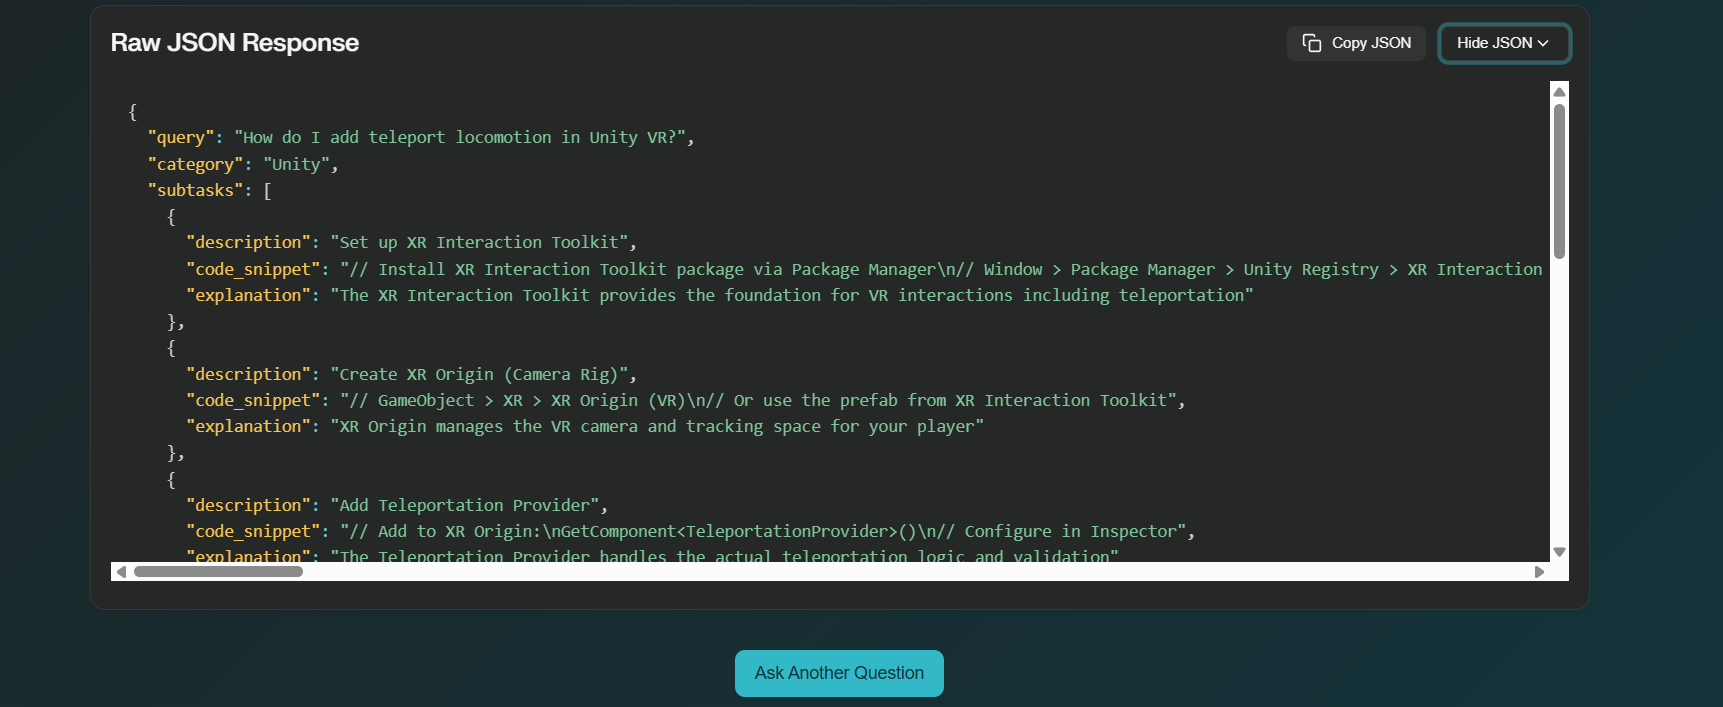 Raw JSON Response
Copy JSON
Hide JSON
{
"query": "How do I add teleport locomotion in Unity VR?",
"category": "Unity",
"subtasks": [
{
"description": "Set up XR Interaction Toolkit",
"code_snippet": "// Install XR Interaction Toolkit package via Package Manager\n// Window > Package Manager > Unity Registry > XR Interaction
"explanation": "The XR Interaction Toolkit provides the foundation for VR interactions including teleportation"
},
{
"description": "Create XR Origin (Camera Rig)",
"code_snippet": "// GameObject > XR > XR Origin (VR)\n// Or use the prefab from XR Interaction Toolkit",
"explanation": "XR Origin manages the VR camera and tracking space for your player"
},
{
"description": "Add Teleportation Provider",
"code_snippet": "// Add to XR Origin:\nGetComponent<TeleportationProvider>()\n// Configure in Inspector",
"explanation": "The Teleportation Provider handles the actual teleportation logic and validation"
Ask Another Question